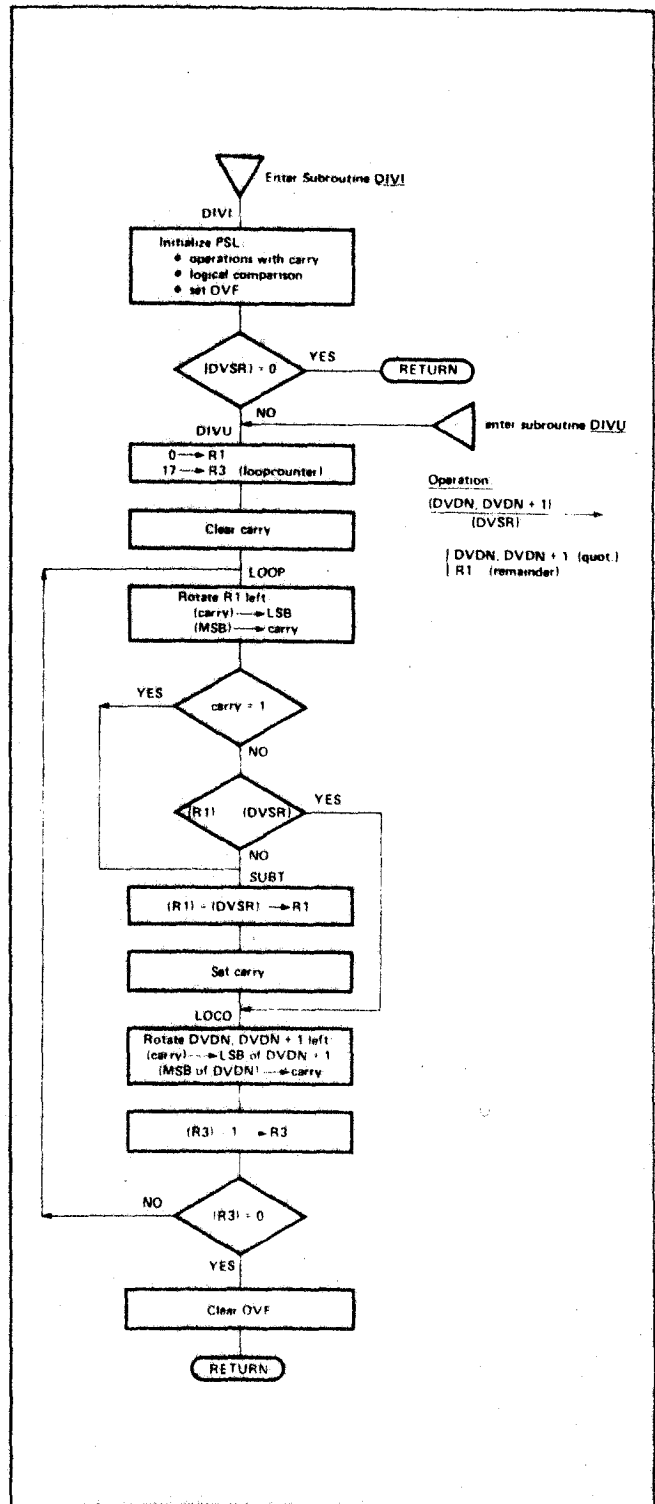 Enter Subroutine DIVI
DIVI
Initialize PSL:
• operations with carry
• logical comparison
• set OVF
(DVSR) = 0
YES
RETURN
NO
DIVU
enter subroutine DIVU
0 → R1
17 → R3 (loopcounter)
Operation:
(DVDN, DVDN + 1)
(DVSR)
→
DVDN, DVDN + 1 (quot.)
R1 (remainder)
Clear carry
LOOP
Rotate R1 left
(carry) → LSB
(MSB) → carry
YES
carry = 1
NO
(R1) (DVSR)
YES
NO
SUBT
(R1) - (DVSR) → R1
Set carry
LOCO
Rotate DVDN, DVDN + 1 left
(carry) → LSB of DVDN + 1
(MSB of DVDN) → carry
(R3) 1 → R3
NO
(R3) = 0
YES
Clear OVF
RETURN